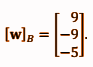 [w]_B = [ 9
−9
−5 ].